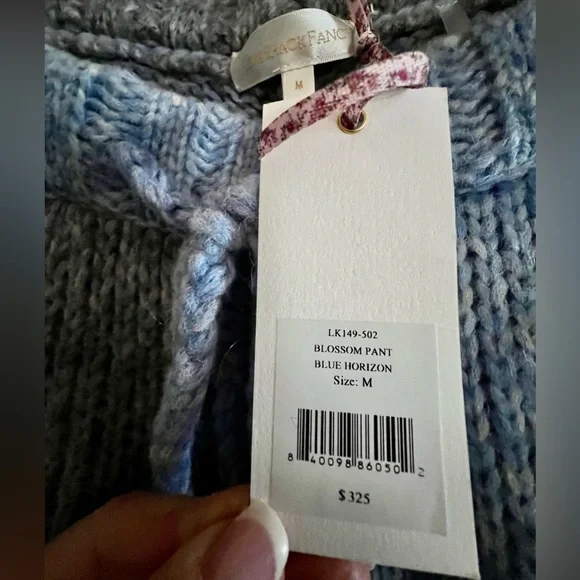 M
LK149-502
BLOSSOM PANT
BLUE HORIZON
Size: M
8 40098 86050 2
$325